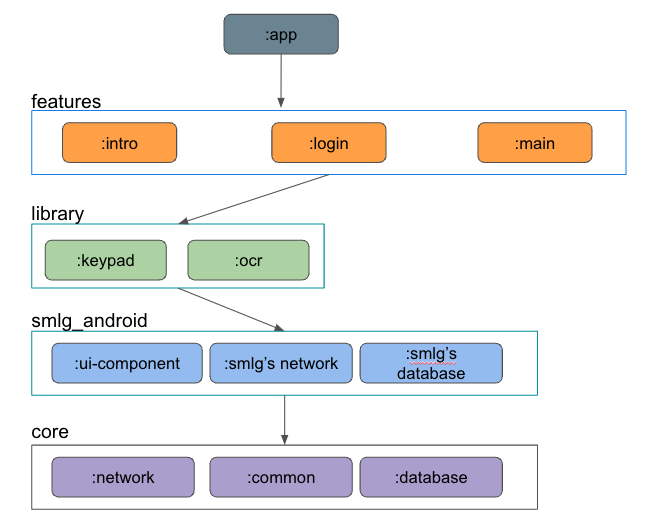 :app
features
:intro
:login
:main
library
:keypad
:ocr
smlg_android
:ui-component
:smlg’s network
:smlg’s
database
core
:network
:common
:database